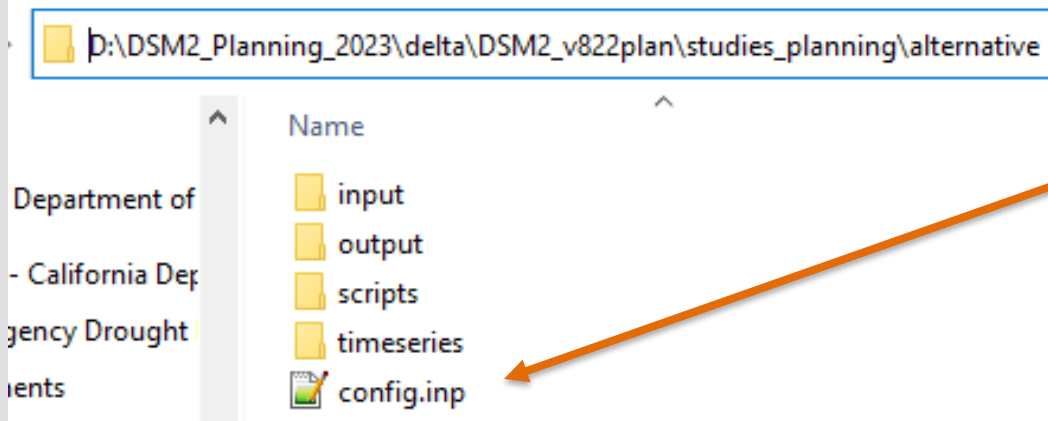 D:\DSM2_Planning_2023\delta\DSM2_v822plan\studies_planning\alternative
Name
Department of
input
output
- California Dep
scripts
gency Drought
timeseries
ents
config.inp